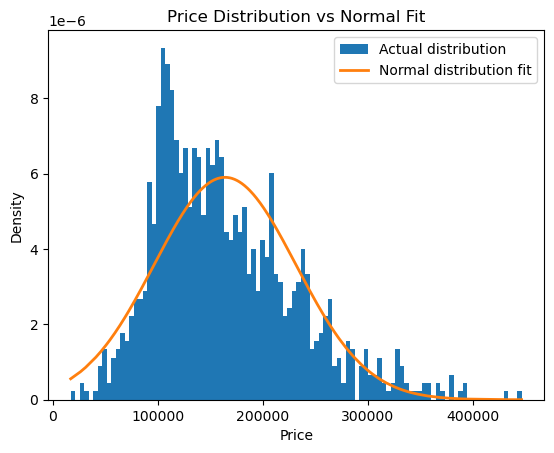 Price Distribution vs Normal Fit
1e−6
Actual distribution
Normal distribution fit
8
6
4
2
0
Density
0 100000 200000 300000 400000
Price